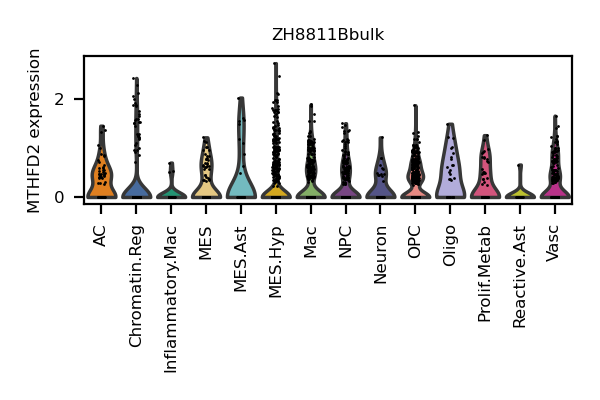 ZH8811Bbulk
MTHFD2 expression
2
0
AC
Chromatin.Reg
Inflammatory.Mac
MES
MES.Ast
MES.Hyp
Mac
NPC
Neuron
OPC
Oligo
Prolif.Metab
Reactive.Ast
Vasc